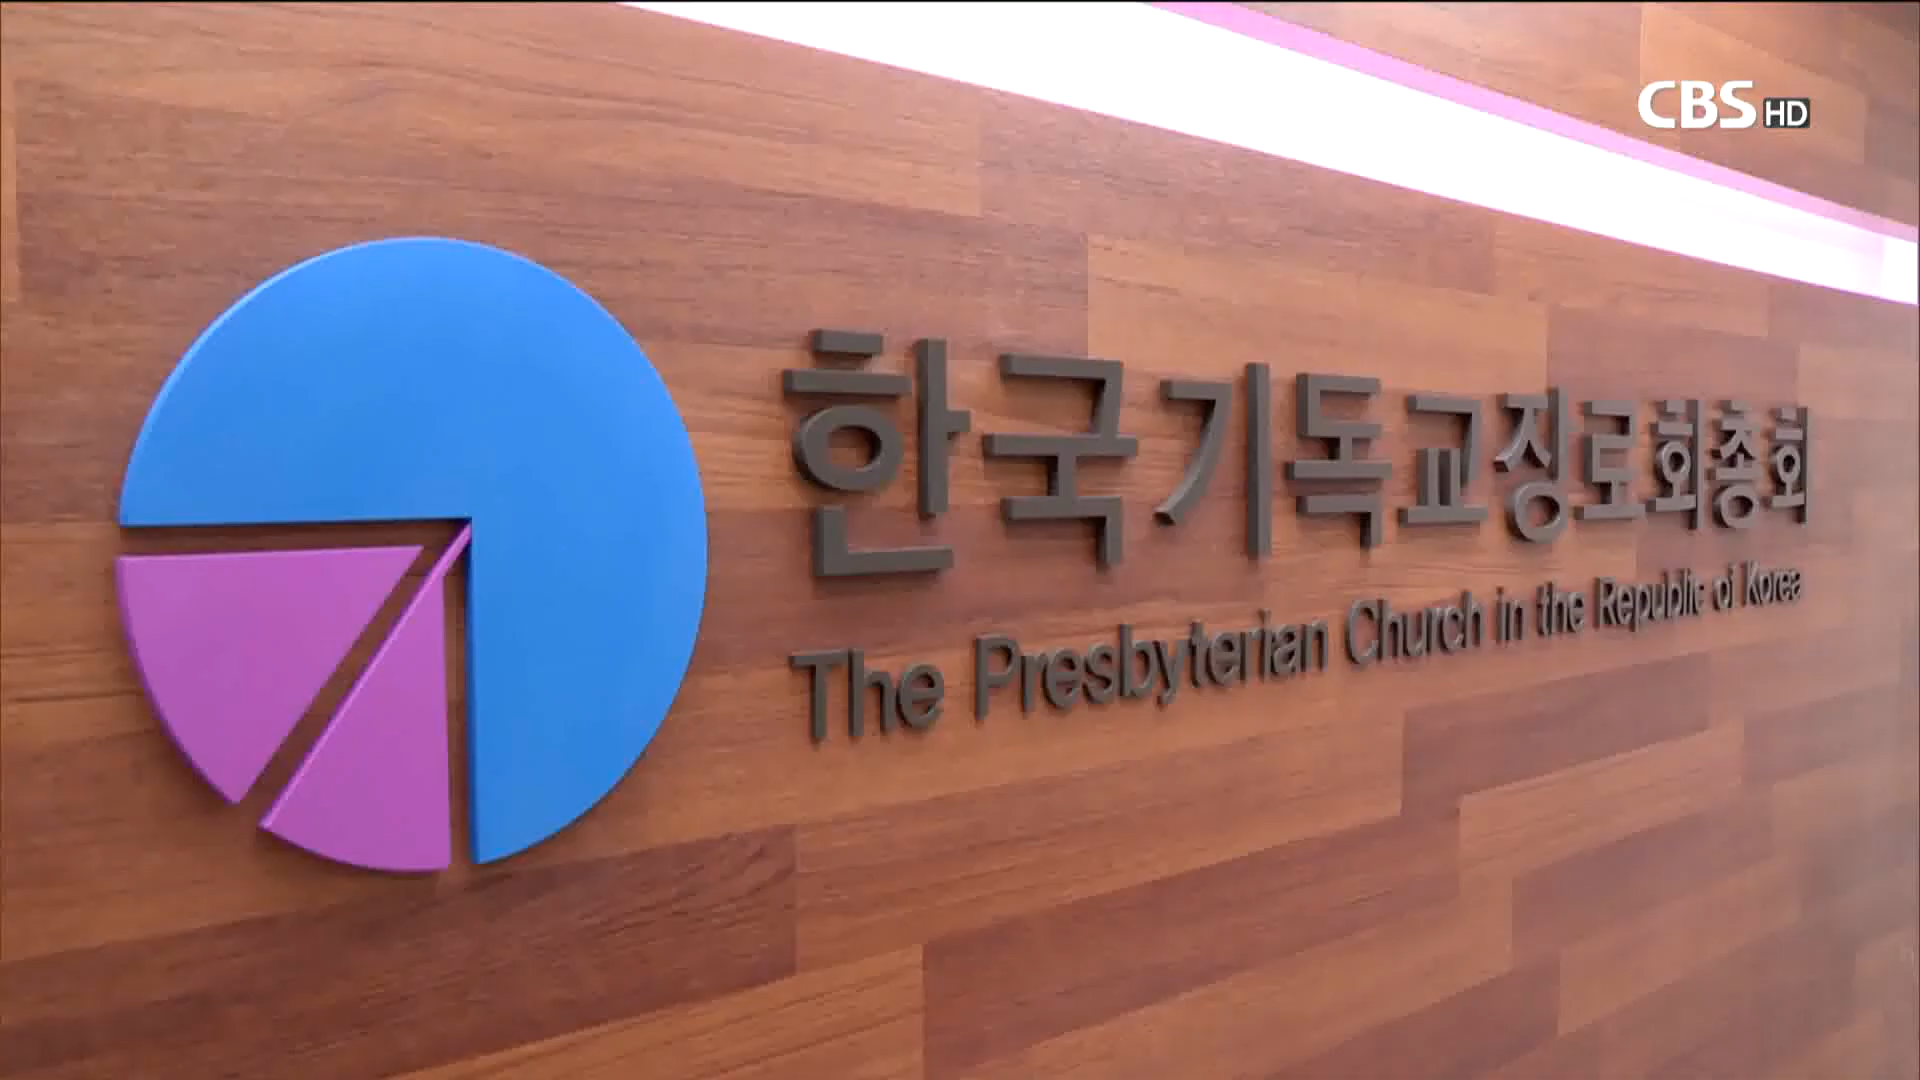 CBS HD
한국기독교장로회총회
The Presbyterian Church in the Republic of Korea